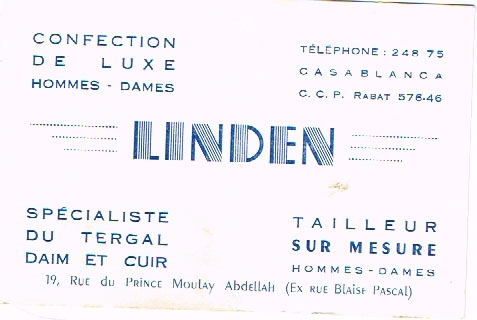 CONFECTION
DE LUXE
HOMMES - DAMES
TÉLÉPHONE : 248 75
CASABLANCA
C. C. P. RABAT 576-46
LINDEN
SPÉCIALISTE
DU TERGAL
DAIM ET CUIR
TAILLEUR
SUR MESURE
HOMMES - DAMES
19, RUE DU PRINCE MOULAY ABDELLAH (EX RUE BLAISE PASCAL)